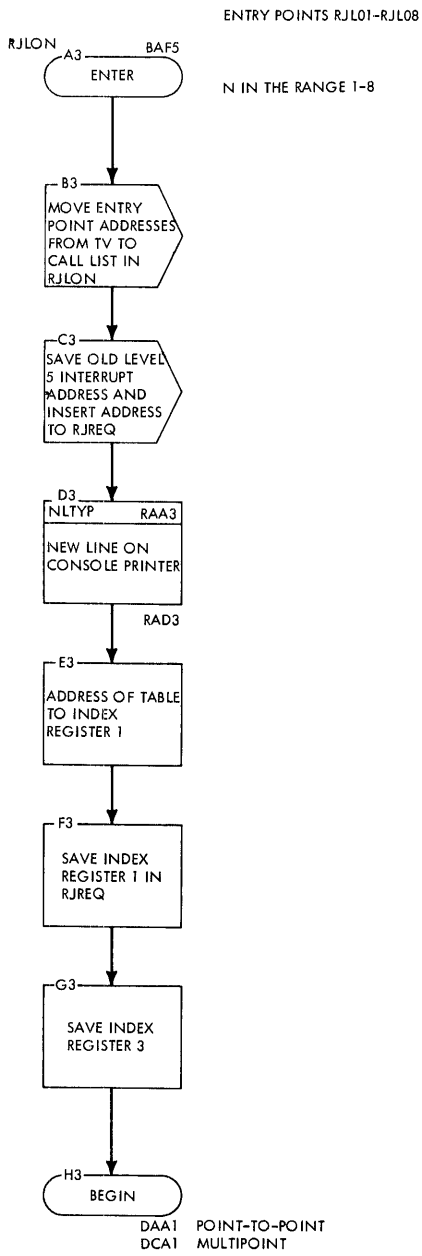 ENTRY POINTS RJL01-RJL08
RJLON
A3
BAF5
ENTER
N IN THE RANGE 1-8
B3
MOVE ENTRY
POINT ADDRESSES
FROM TV TO
CALL LIST IN
RJLON
C3
SAVE OLD LEVEL
5 INTERRUPT
ADDRESS AND
INSERT ADDRESS
TO RJREQ
D3
NLTYP RAA3
NEW LINE ON
CONSOLE PRINTER
RAD3
E3
ADDRESS OF TABLE
TO INDEX
REGISTER 1
F3
SAVE INDEX
REGISTER 1 IN
RJREQ
G3
SAVE INDEX
REGISTER 3
H3
BEGIN
DAA1 POINT-TO-POINT
DCA1 MULTIPOINT